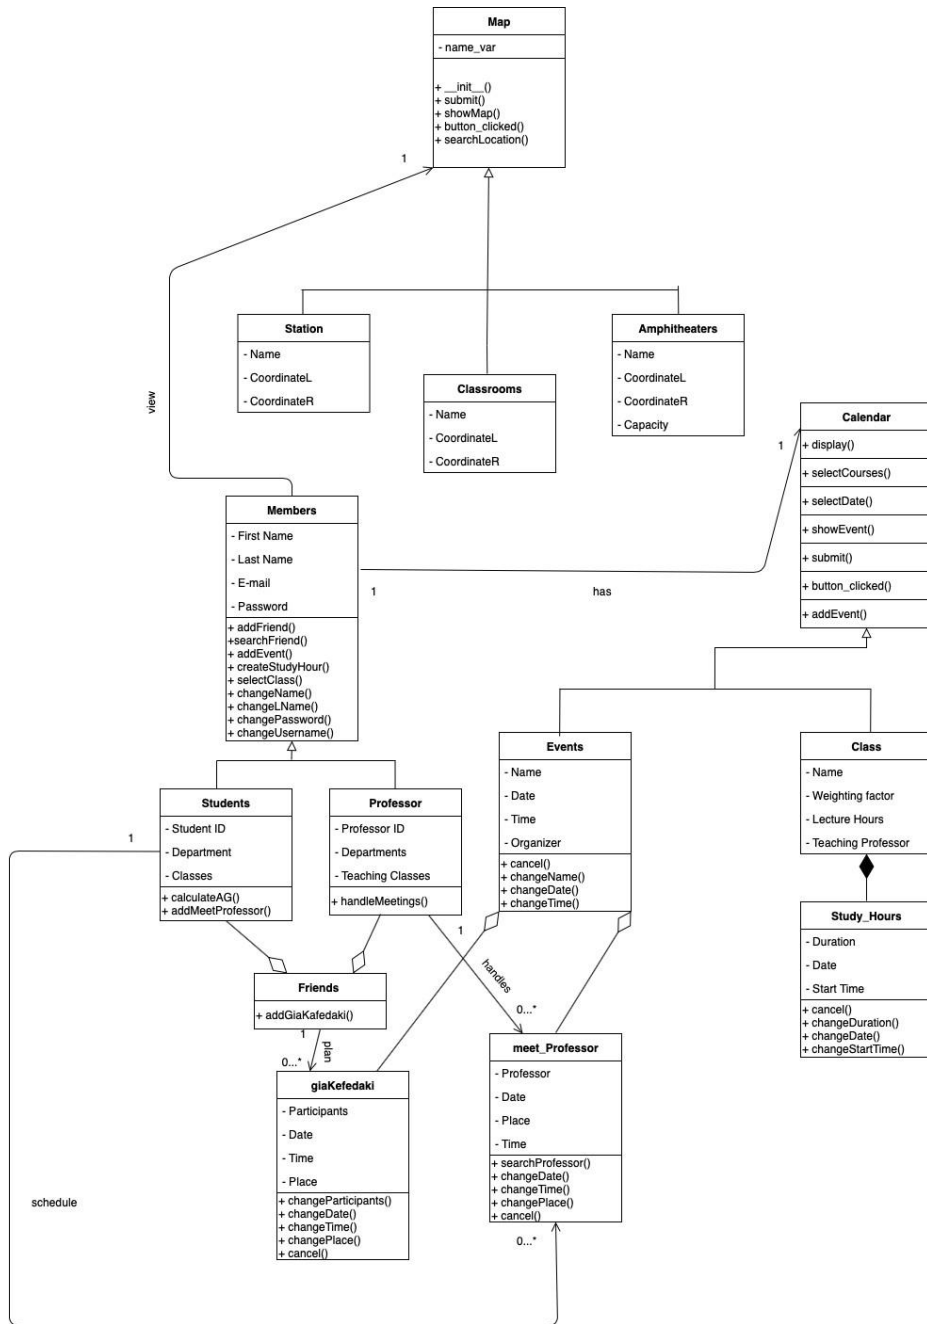 Map
- name_var
+ __init__()
+ submit()
+ showMap()
+ button_clicked()
+ searchLocation()
1
view
Station
- Name
- CoordinateL
- CoordinateR
Classrooms
- Name
- CoordinateL
- CoordinateR
Amphitheaters
- Name
- CoordinateL
- CoordinateR
- Capacity
Calendar
+ display()
+ selectCourses()
+ selectDate()
+ showEvent()
+ submit()
+ button_clicked()
+ addEvent()
1
1
has
Members
- First Name
- Last Name
- E-mail
- Password
+ addFriend()
+searchFriend()
+ addEvent()
+ createStudyHour()
+ selectClass()
+ changeName()
+ changeLName()
+ changePassword()
+ changeUsername()
Students
- Student ID
- Department
- Classes
+ calculateAG()
+ addMeetProfessor()
1
Professor
- Professor ID
- Departments
- Teaching Classes
+ handleMeetings()
Events
- Name
- Date
- Time
- Organizer
+ cancel()
+ changeName()
+ changeDate()
+ changeTime()
Class
- Name
- Weighting factor
- Lecture Hours
- Teaching Professor
Study_Hours
- Duration
- Date
- Start Time
+ cancel()
+ changeDuration()
+ changeDate()
+ changeStartTime()
1
handles
0...*
Friends
+ addGiaKafedaki()
1
plan
0...*
giaKefedaki
- Participants
- Date
- Time
- Place
+ changeParticipants()
+ changeDate()
+ changeTime()
+ changePlace()
+ cancel()
meet_Professor
- Professor
- Date
- Place
- Time
+ searchProfessor()
+ changeDate()
+ changeTime()
+ changePlace()
+ cancel()
schedule
0...*